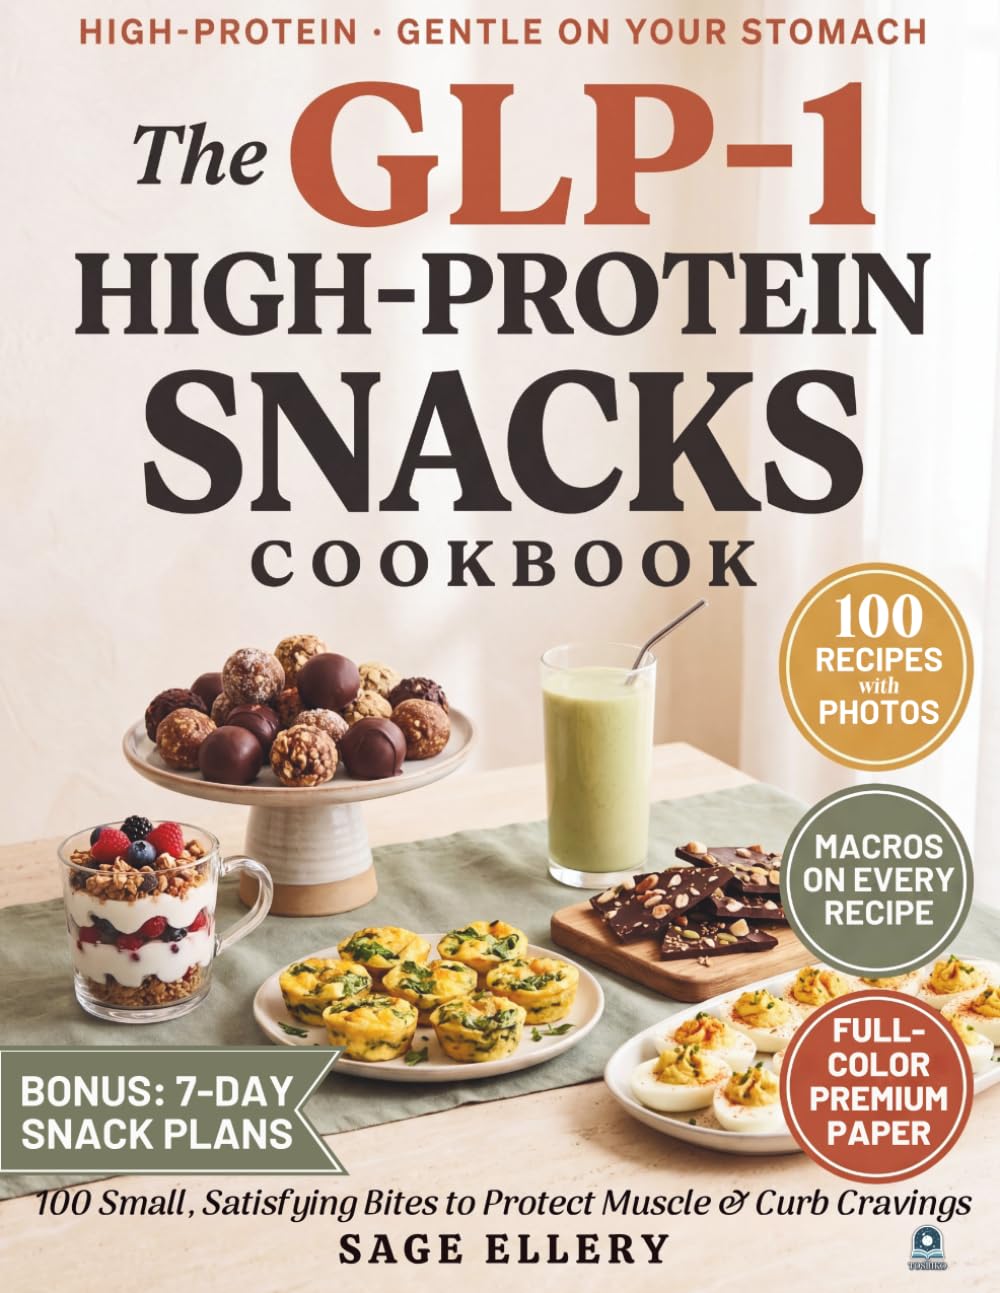 HIGH-PROTEIN · GENTLE ON YOUR STOMACH
The GLP-1
HIGH-PROTEIN
SNACKS
COOKBOOK
100
RECIPES
with
PHOTOS
MACROS
ON EVERY
RECIPE
FULL-
COLOR
PREMIUM
PAPER
BONUS: 7-DAY
SNACK PLANS
100 Small, Satisfying Bites to Protect Muscle & Curb Cravings
SAGE ELLERY